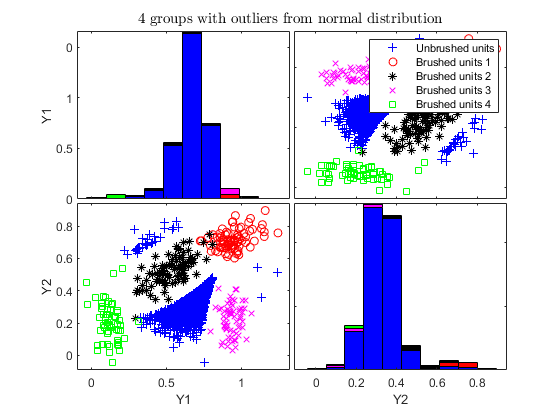 4 groups with outliers from normal distribution
0
1
0.5
0
Y1
Unbrushed units
Brushed units 1
Brushed units 2
Brushed units 3
Brushed units 4
0.8
0.6
0.4
0.2
0
Y2
0
0.5
1
Y1
0
0.2
0.4
0.6
0.8
Y2